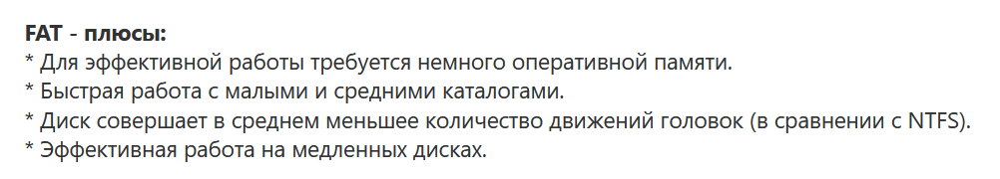 FAT - плюсы:
* Для эффективной работы требуется немного оперативной памяти.
* Быстрая работа с малыми и средними каталогами.
* Диск совершает в среднем меньшее количество движений головок (в сравнении с NTFS).
* Эффективная работа на медленных дисках.